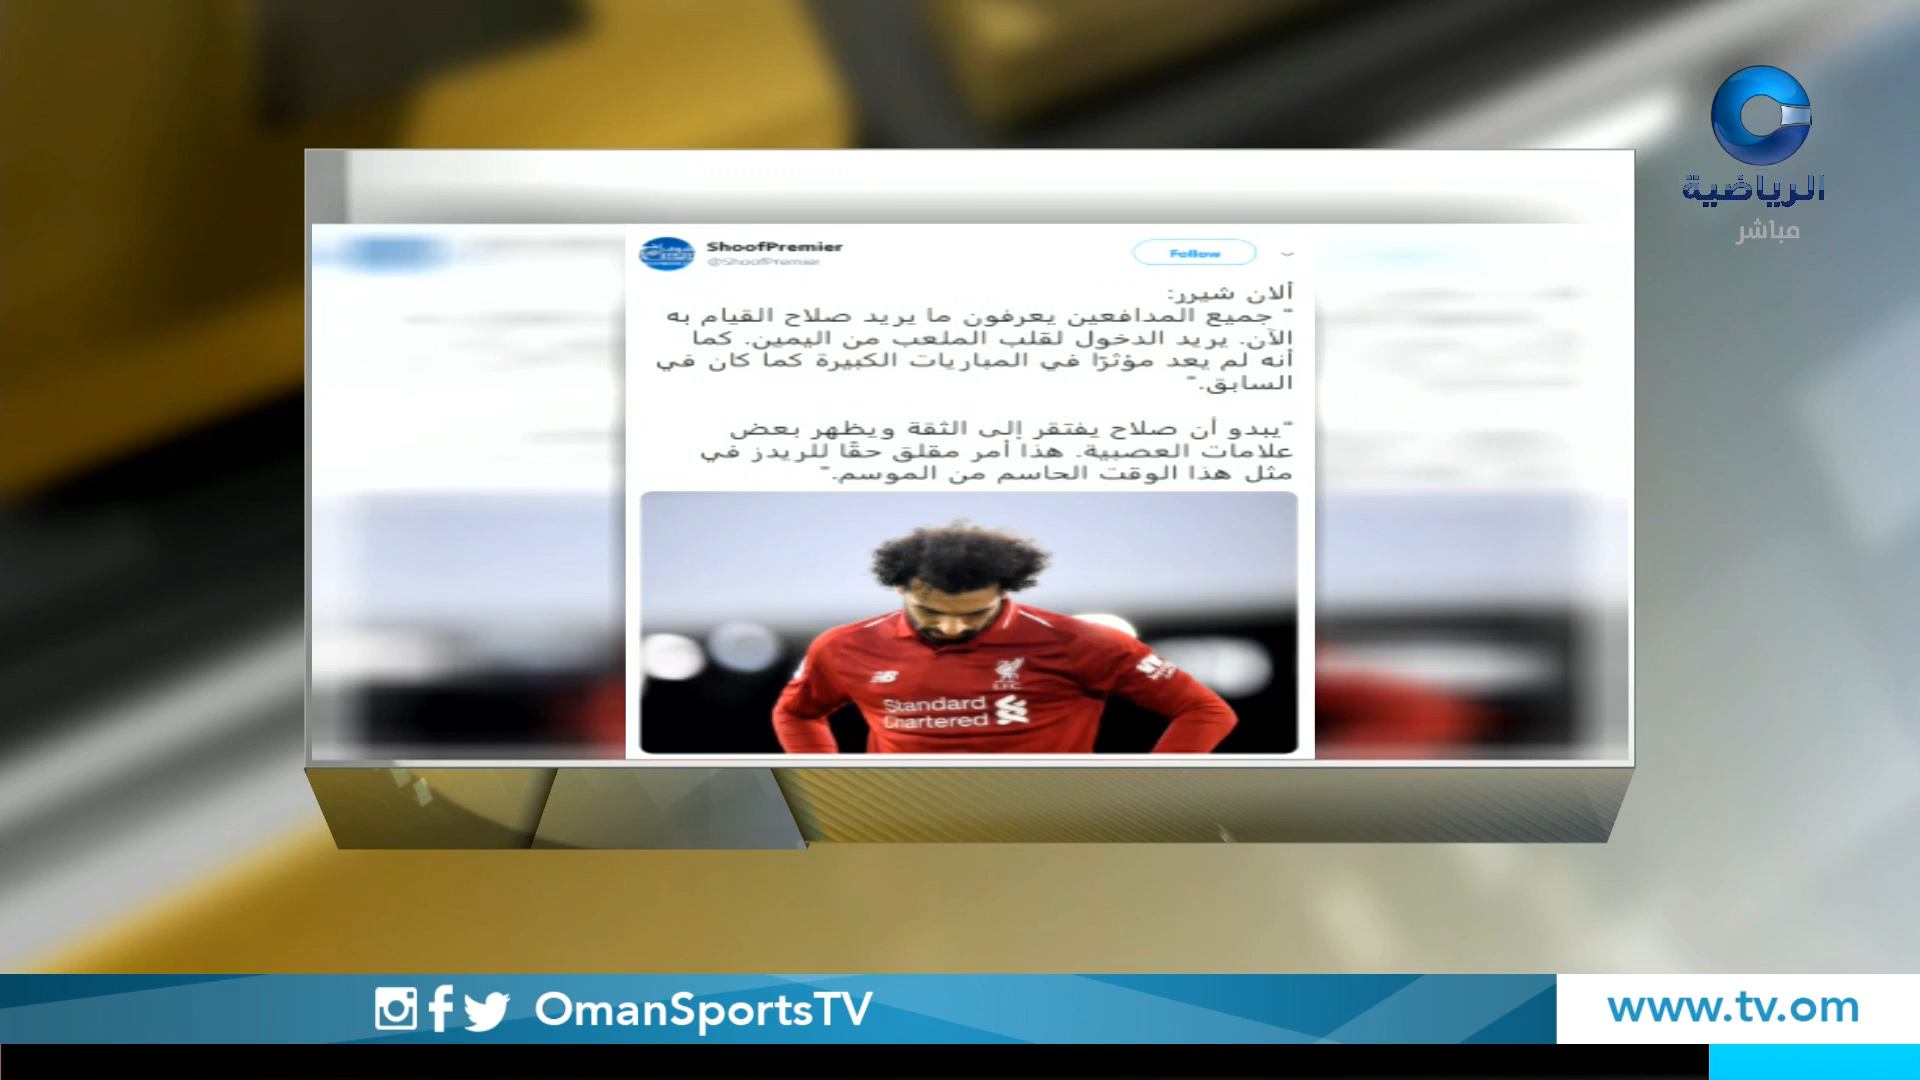 الرياضية
مباشر
ShoofPremier
@ShoofPremier
Follow
ألان شيرر:
" جميع المدافعين يعرفون ما يريد صلاح القيام به
الآن. يريد الدخول لقلب الملعب من اليمين. كما
أنه لم يعد مؤثرًا في المباريات الكبيرة كما كان في
السابق."
"يبدو أن صلاح يفتقر إلى الثقة ويظهر بعض
علامات العصبية. هذا أمر مقلق حقًا للريدز في
مثل هذا الوقت الحاسم من الموسم."
LFC
Standard
Chartered
OmanSportsTV
www.tv.om